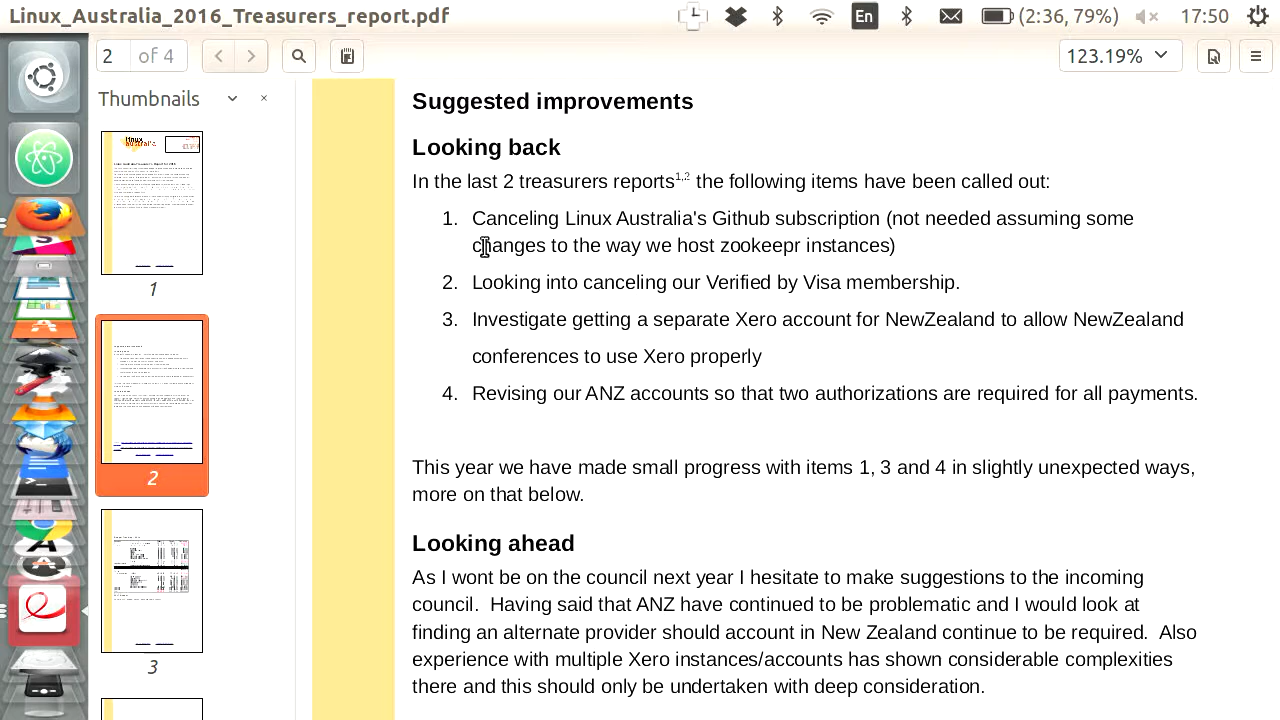 Linux_Australia_2016_Treasurers_report.pdf
En
(2:36, 79%)
17:50
2 of 4
123.19%
Thumbnails
1
2
3
Suggested improvements
Looking back
In the last 2 treasurers reports1,2 the following items have been called out:
1. Canceling Linux Australia's Github subscription (not needed assuming some
changes to the way we host zookeepr instances)
2. Looking into canceling our Verified by Visa membership.
3. Investigate getting a separate Xero account for NewZealand to allow NewZealand
conferences to use Xero properly
4. Revising our ANZ accounts so that two authorizations are required for all payments.
This year we have made small progress with items 1, 3 and 4 in slightly unexpected ways,
more on that below.
Looking ahead
As I wont be on the council next year I hesitate to make suggestions to the incoming
council.  Having said that ANZ have continued to be problematic and I would look at
finding an alternate provider should account in New Zealand continue to be required.  Also
experience with multiple Xero instances/accounts has shown considerable complexities
there and this should only be undertaken with deep consideration.